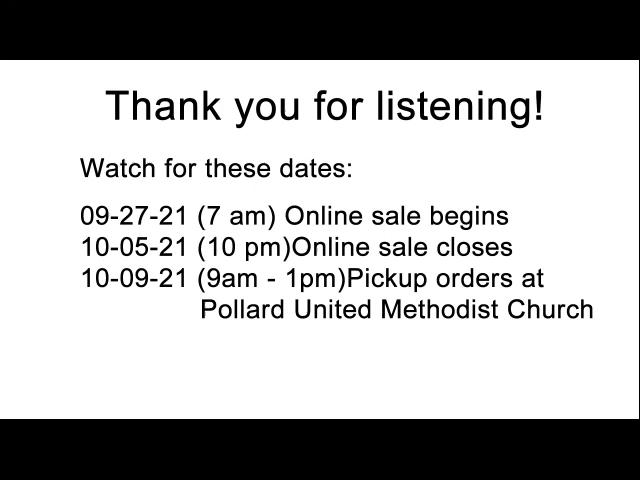 Thank you for listening!
Watch for these dates:
09-27-21 (7 am) Online sale begins
10-05-21 (10 pm)Online sale closes
10-09-21 (9am - 1pm)Pickup orders at
Pollard United Methodist Church